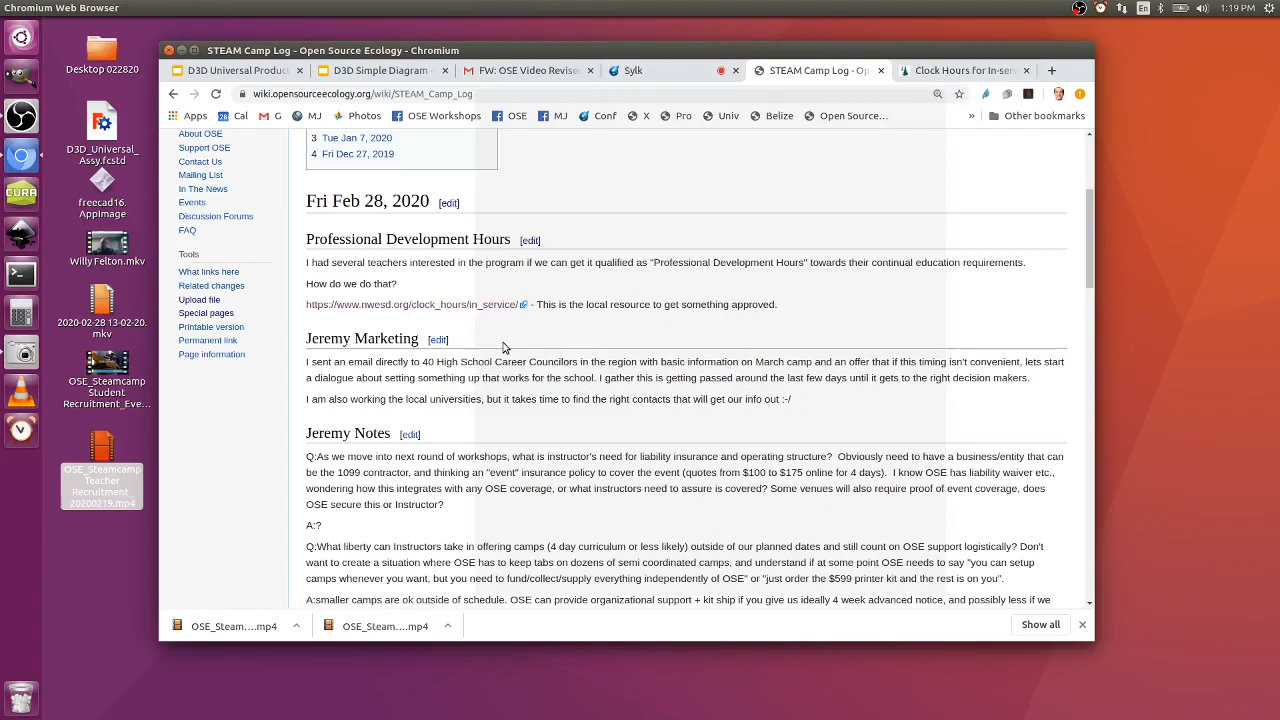 Chromium Web Browser
En
1:19 PM
Desktop 022820
D3D_Universal_
Assy.fcstd
freecad16.
AppImage
Willy Felton.mkv
2020-02-28 13-02-20.
mkv
OSE_Steamcamp
Student
Recruitment_Eve...
OSE_Steamcamp
Teacher
Recruitment_
20200219.mp4
CURA
STEAM Camp Log - Open Source Ecology - Chromium
D3D Universal Produc
D3D Simple Diagram -
FW: OSE Video Revise
Sylk
STEAM Camp Log - Op
Clock Hours for In-serv
wiki.opensourceecology.org/wiki/STEAM_Camp_Log
Apps
Cal
G
MJ
Photos
OSE Workshops
OSE
MJ
Conf
X
Pro
Univ
Belize
Open Source...
»
Other bookmarks
About OSE
Support OSE
Contact Us
Mailing List
In The News
Events
Discussion Forums
FAQ
Tools
What links here
Related changes
Upload file
Special pages
Printable version
Permanent link
Page information
3 Tue Jan 7, 2020
4 Fri Dec 27, 2019
Fri Feb 28, 2020 [edit]
Professional Development Hours [edit]
I had several teachers interested in the program if we can get it qualified as "Professional Development Hours" towards their continual education requirements.
How do we do that?
https://www.nwesd.org/clock_hours/in_service/ - This is the local resource to get something approved.
Jeremy Marketing [edit]
I sent an email directly to 40 High School Career Councilors in the region with basic information on March camp and an offer that if this timing isn't convenient, lets start
a dialogue about setting something up that works for the school. I gather this is getting passed around the last few days until it gets to the right decision makers.
I am also working the local universities, but it takes time to find the right contacts that will get our info out :-/
Jeremy Notes [edit]
Q:As we move into next round of workshops, what is instructor's need for liability insurance and operating structure? Obviously need to have a business/entity that can
be the 1099 contractor, and thinking an "event" insurance policy to cover the event (quotes from $100 to $175 online for 4 days). I know OSE has liability waiver etc.,
wondering how this integrates with any OSE coverage, or what instructors need to assure is covered? Some venues will also require proof of event coverage, does
OSE secure this or Instructor?
A:?
Q:What liberty can Instructors take in offering camps (4 day curriculum or less likely) outside of our planned dates and still count on OSE support logistically? Don't
want to create a situation where OSE has to keep tabs on dozens of semi coordinated camps, and understand if at some point OSE needs to say "you can setup
camps whenever you want, but you need to fund/collect/supply everything independently of OSE" or "just order the $599 printer kit and the rest is on you".
A:smaller camps are ok outside of schedule. OSE can provide organizational support + kit ship if you give us ideally 4 week advanced notice, and possibly less if we
OSE_Steam....mp4
OSE_Steam....mp4
Show all